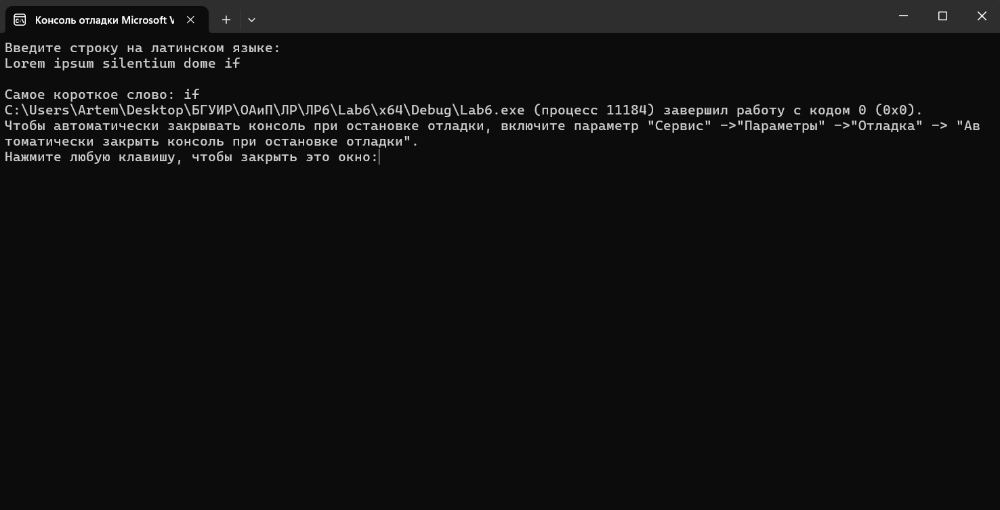 Консоль отладки Microsoft V
Введите строку на латинском языке:
Lorem ipsum silentium dome if
Самое короткое слово: if
C:\Users\Artem\Desktop\БГУИР\ОАиП\ЛР\ЛР6\Lab6\x64\Debug\Lab6.exe (процесс 11184) завершил работу с кодом 0 (0x0).
Чтобы автоматически закрывать консоль при остановке отладки, включите параметр "Сервис" ->"Параметры" ->"Отладка" -> "Ав
томатически закрыть консоль при остановке отладки".
Нажмите любую клавишу, чтобы закрыть это окно: